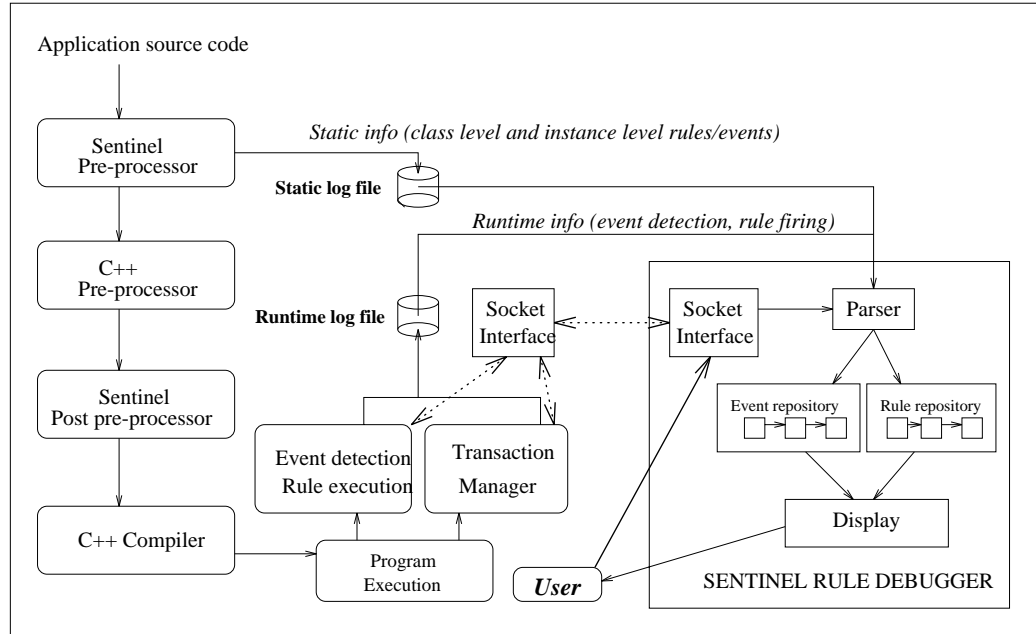 Application source code
Sentinel
Pre-processor
Static info (class level and instance level rules/events)
Static log file
Runtime info (event detection, rule firing)
C++
Pre-processor
Runtime log file
Socket
Interface
Socket
Interface
Parser
Sentinel
Post pre-processor
Event repository
Rule repository
Event detection
Rule execution
Transaction
Manager
C++ Compiler
Display
Program
Execution
User
SENTINEL RULE DEBUGGER